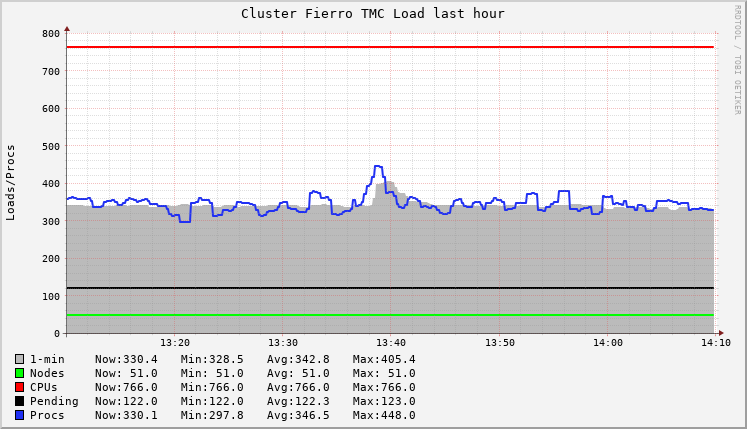 Cluster Fierro TMC Load last hour
RRDTOOL / TOBI OETIKER
Loads/Procs
800
700
600
500
400
300
200
100
0
13:20 13:30 13:40 13:50 14:00 14:10
1-min Now:330.4 Min:328.5 Avg:342.8 Max:405.4
Nodes Now: 51.0 Min: 51.0 Avg: 51.0 Max: 51.0
CPUs Now:766.0 Min:766.0 Avg:766.0 Max:766.0
Pending Now:122.0 Min:122.0 Avg:122.3 Max:123.0
Procs Now:330.1 Min:297.8 Avg:346.5 Max:448.0